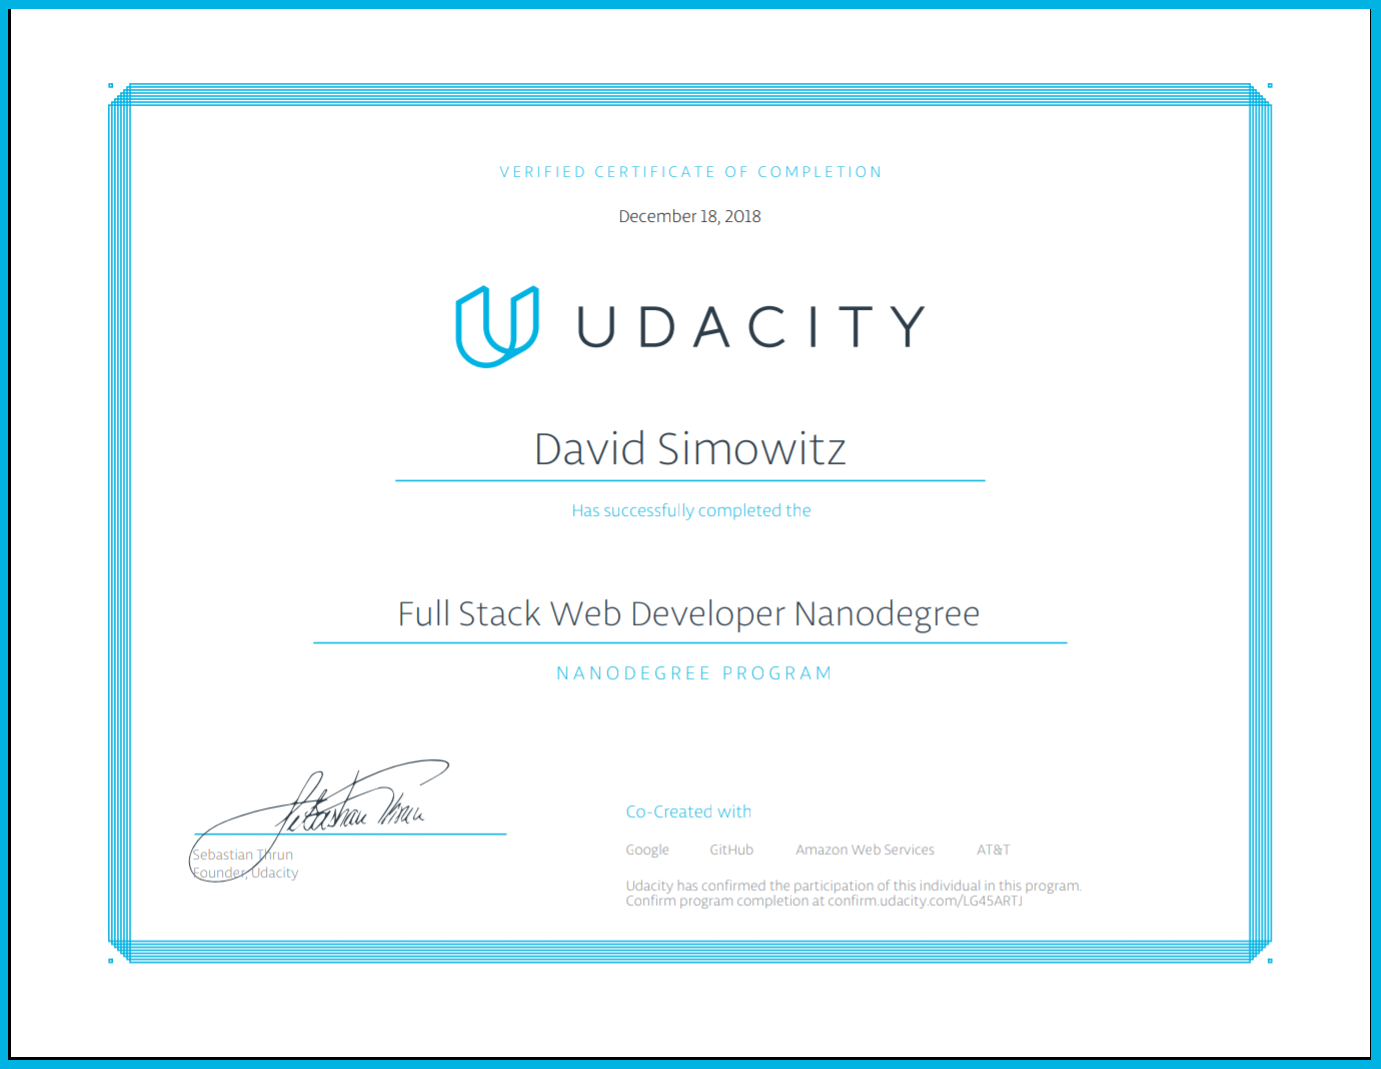 VERIFIED CERTIFICATE OF COMPLETION
December 18, 2018
UDACITY
David Simowitz
Has successfully completed the
Full Stack Web Developer Nanodegree
NANODEGREE PROGRAM
Sebastian Thrun
Sebastian Thrun
Founder, Udacity
Co-Created with
Google GitHub Amazon Web Services AT&T
Udacity has confirmed the participation of this individual in this program.
Confirm program completion at confirm.udacity.com/LG45ARTJ